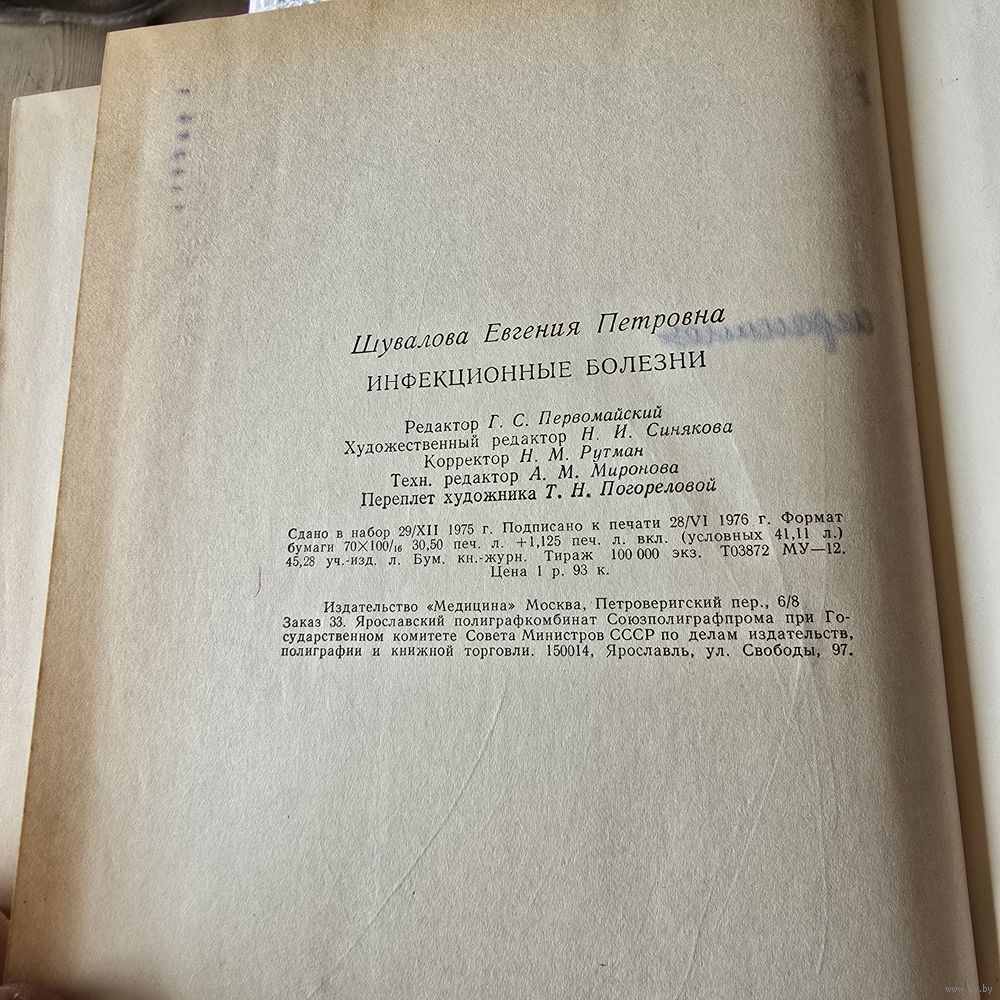 Шувалова Евгения Петровна
ИНФЕКЦИОННЫЕ БОЛЕЗНИ
Редактор Г. С. Первомайский
Художественный редактор Н. И. Синякова
Корректор Н. М. Рутман
Техн. редактор А. М. Миронова
Переплет художника Т. Н. Погореловой
Сдано в набор 29/XII 1975 г. Подписано к печати 28/VI 1976 г. Формат
бумаги 70×100/16 30,50 печ. л. +1,125 печ. л. вкл. (условных 41,11 л.)
45,28 уч.-изд. л. Бум. кн.-журн. Тираж 100 000 экз. Т03872 МУ—12.
Цена 1 р. 93 к.
Издательство «Медицина» Москва, Петроверигский пер., 6/8
Заказ 33. Ярославский полиграфкомбинат Союзполиграфпрома при Го-
сударственном комитете Совета Министров СССР по делам издательств,
полиграфии и книжной торговли. 150014, Ярославль, ул. Свободы, 97.